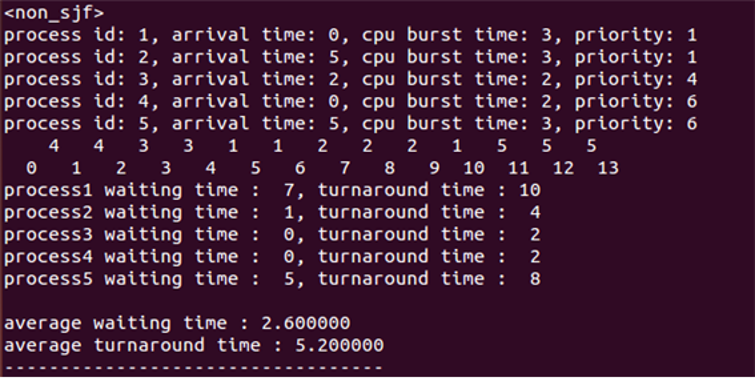 <non_sjf>
process id: 1, arrival time: 0, cpu burst time: 3, priority: 1
process id: 2, arrival time: 5, cpu burst time: 3, priority: 1
process id: 3, arrival time: 2, cpu burst time: 2, priority: 4
process id: 4, arrival time: 0, cpu burst time: 2, priority: 6
process id: 5, arrival time: 5, cpu burst time: 3, priority: 6
4 4 3 3 1 1 2 2 2 1 5 5 5
0 1 2 3 4 5 6 7 8 9 10 11 12 13
process1 waiting time :  7, turnaround time : 10
process2 waiting time :  1, turnaround time :  4
process3 waiting time :  0, turnaround time :  2
process4 waiting time :  0, turnaround time :  2
process5 waiting time :  5, turnaround time :  8
average waiting time : 2.600000
average turnaround time : 5.200000
----------------------------------